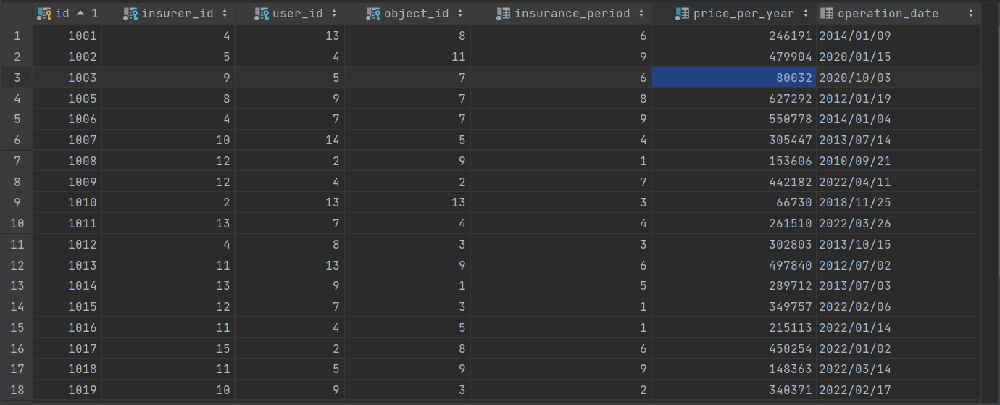 id 1 insurer_id user_id object_id insurance_period price_per_year operation_date
1 1001 4 13 8 6 246191 2014/01/09
2 1002 5 4 11 9 479904 2020/01/15
3 1003 9 5 7 6 80032 2020/10/03
4 1005 8 9 7 8 627292 2012/01/19
5 1006 4 7 7 9 550778 2014/01/04
6 1007 10 14 5 4 305447 2013/07/14
7 1008 12 2 9 1 153606 2010/09/21
8 1009 12 4 2 7 442182 2022/04/11
9 1010 2 13 13 3 66730 2018/11/25
10 1011 13 7 4 4 261510 2022/03/26
11 1012 4 8 3 3 302803 2013/10/15
12 1013 11 13 9 6 497840 2012/07/02
13 1014 13 9 1 5 289712 2013/07/03
14 1015 12 7 3 1 349757 2022/02/06
15 1016 11 4 5 1 215113 2022/01/14
16 1017 15 2 8 6 450254 2022/01/02
17 1018 11 5 9 9 148363 2022/03/14
18 1019 10 9 3 2 340371 2022/02/17